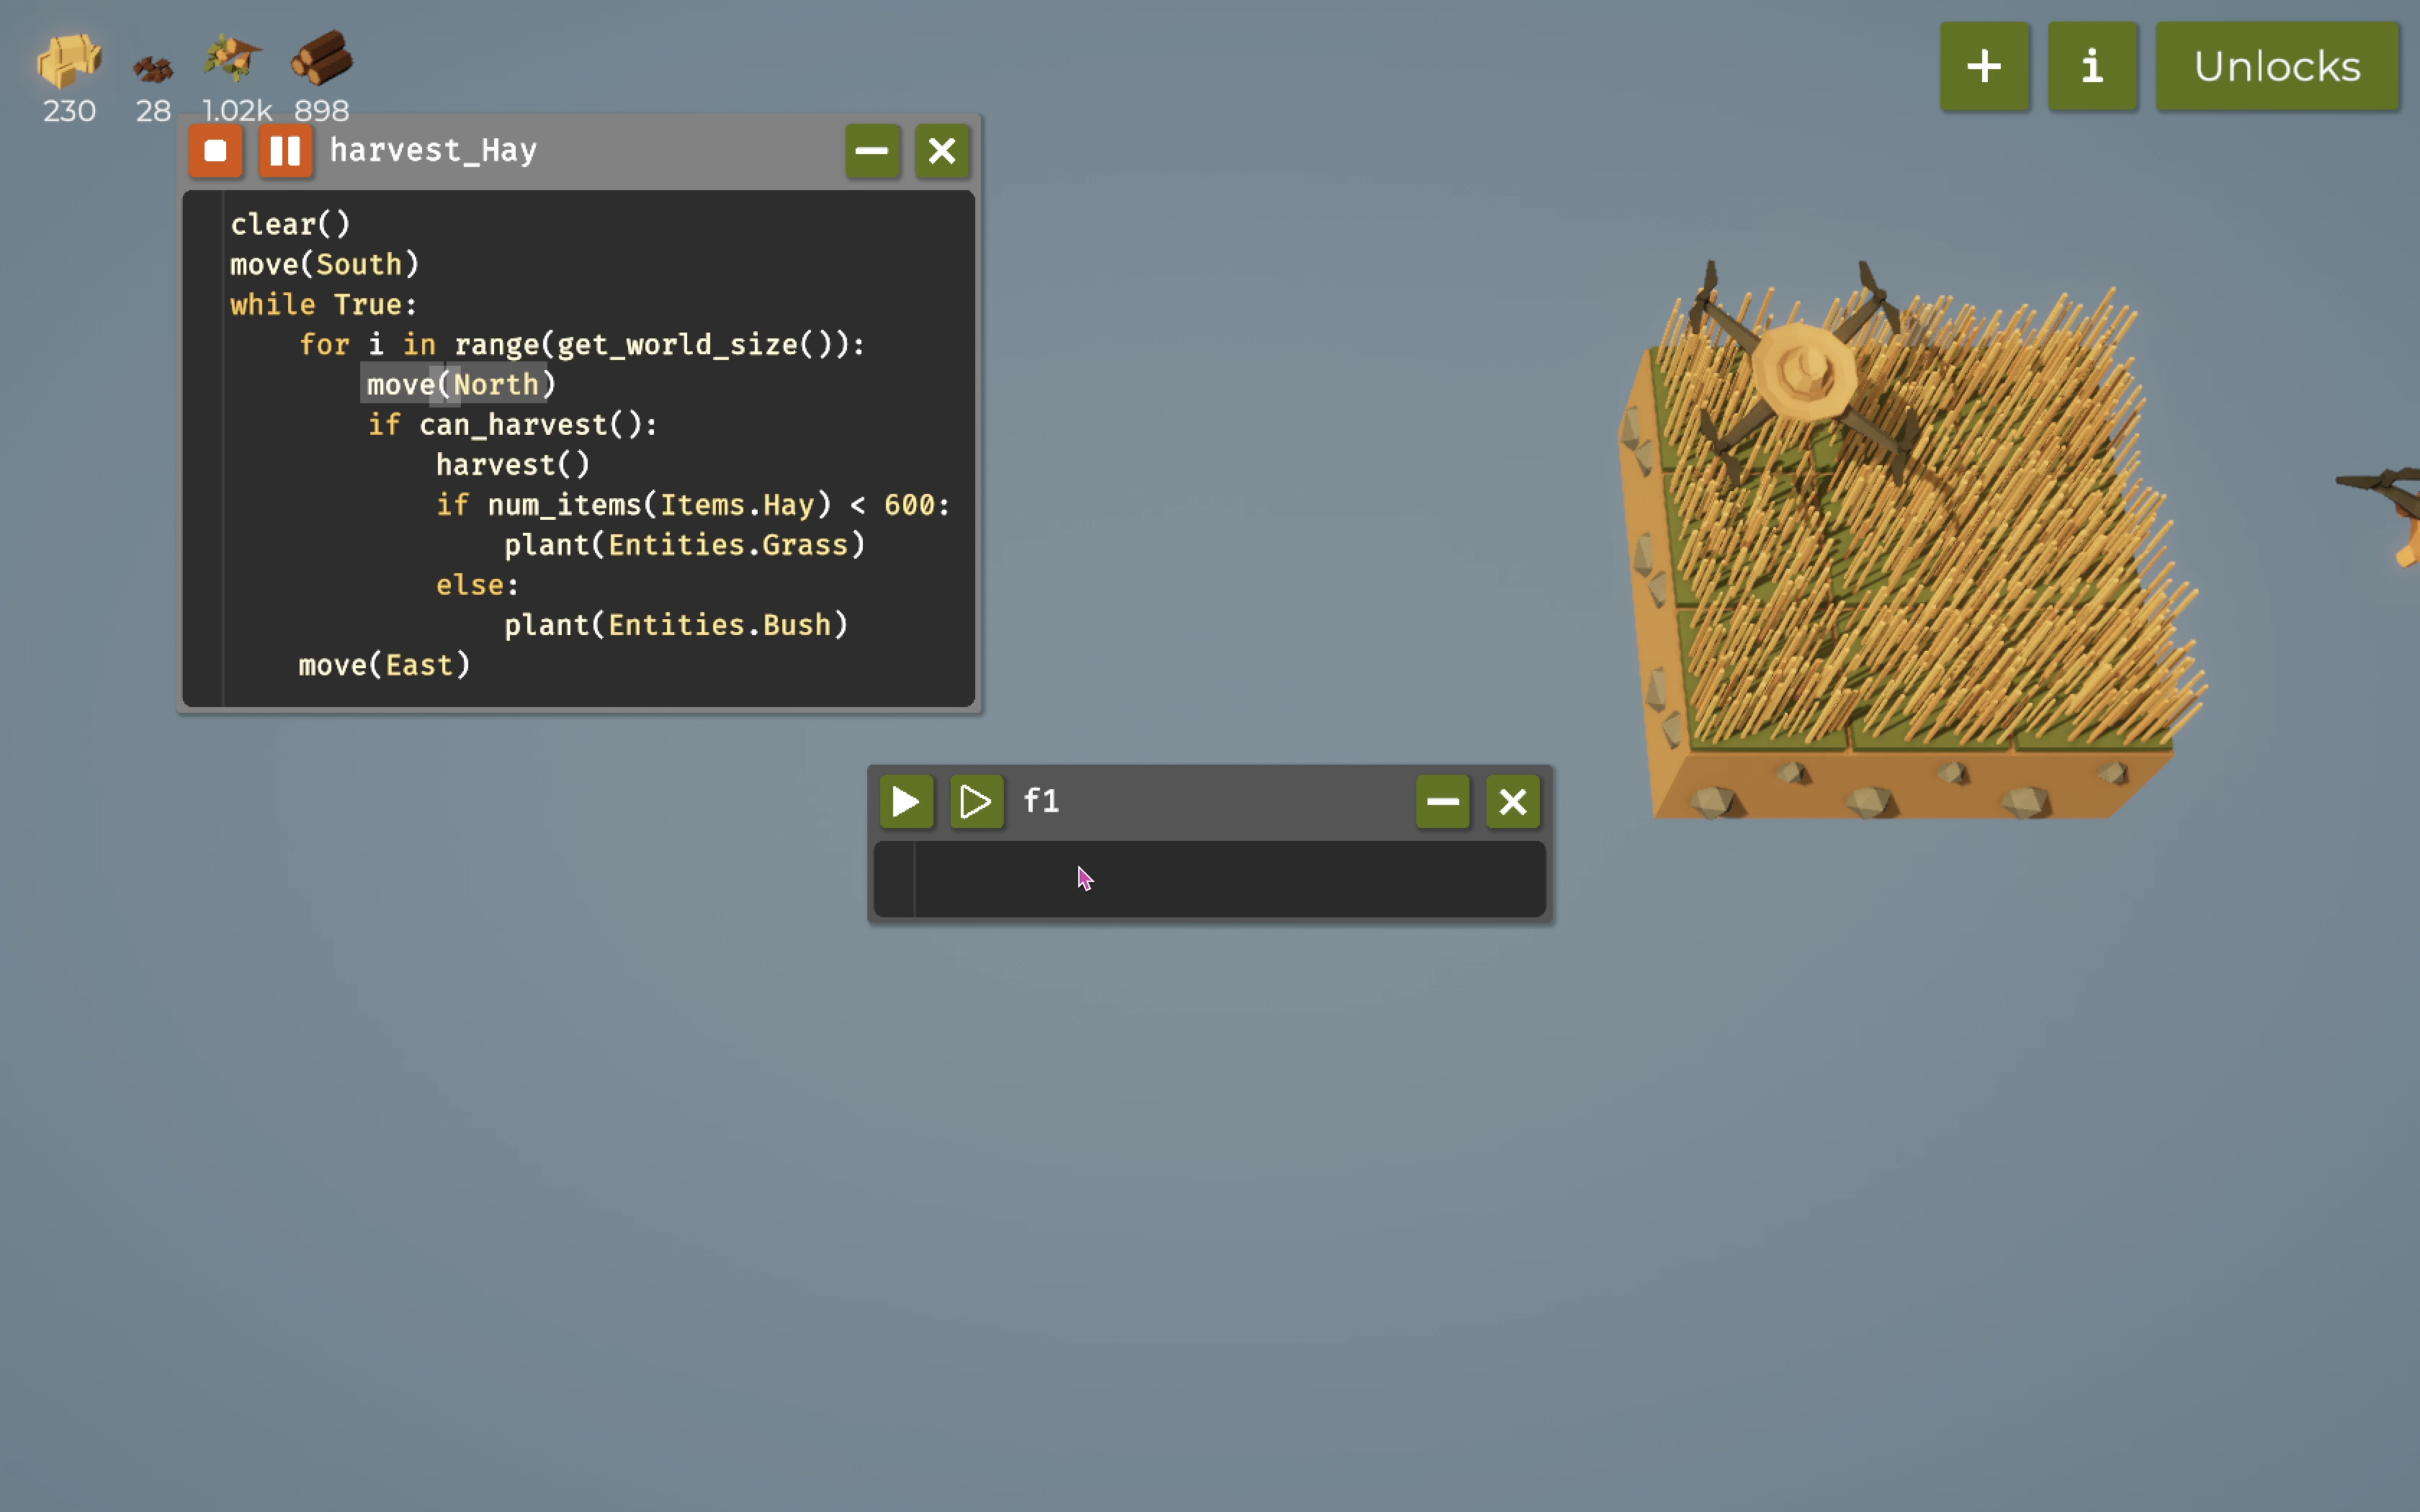 230 28 1.02k 898
+ i Unlocks
harvest_Hay
clear()
move(South)
while True:
    for i in range(get_world_size()):
        move(North)
        if can_harvest():
            harvest()
            if num_items(Items.Hay) < 600:
                plant(Entities.Grass)
            else:
                plant(Entities.Bush)
    move(East)
f1